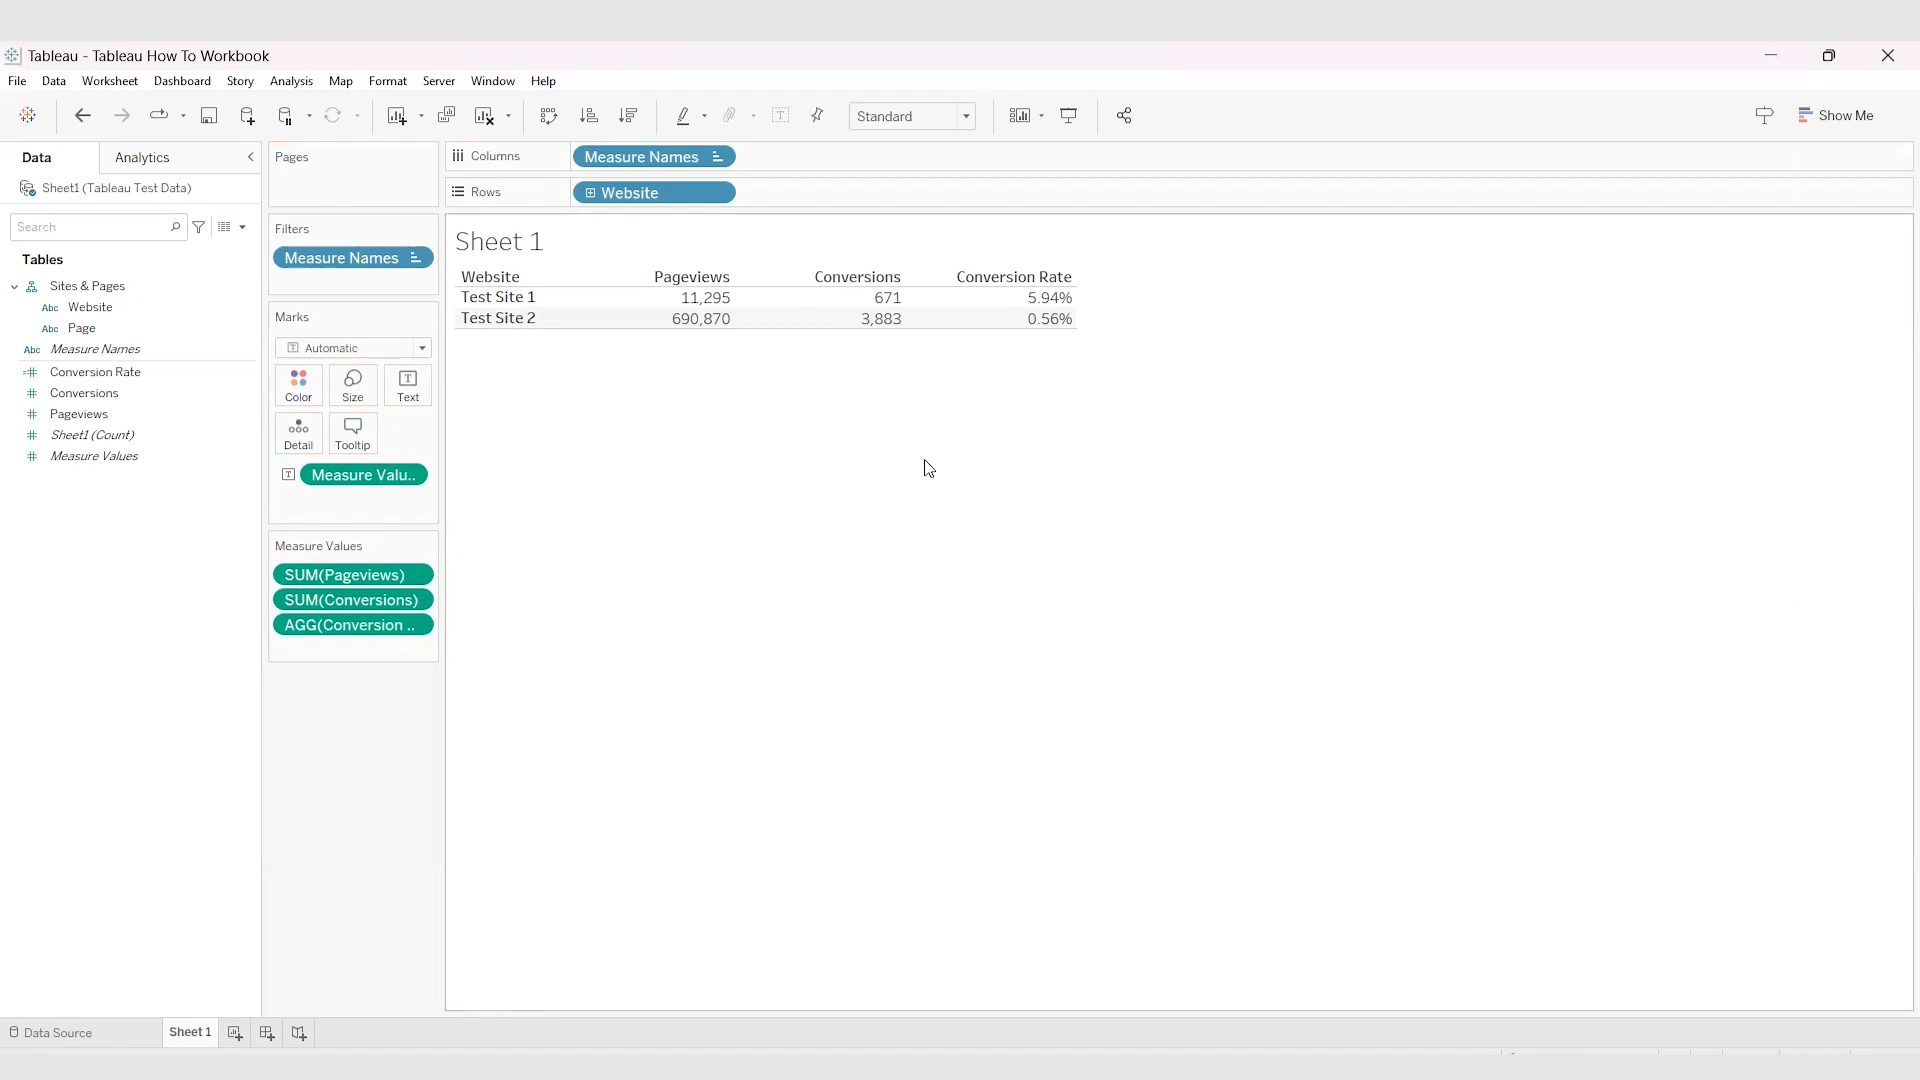 Tableau - Tableau How To Workbook
File Data Worksheet Dashboard Story Analysis Map Format Server Window Help
Standard
Show Me
Data Analytics
Sheet1 (Tableau Test Data)
Search
Tables
Sites & Pages
Abc Website
Abc Page
Abc Measure Names
Conversion Rate
Conversions
Pageviews
Sheet1 (Count)
Measure Values
Pages
Filters
Measure Names
Marks
Automatic
Color Size Text
Detail Tooltip
Measure Valu..
Measure Values
SUM(Pageviews)
SUM(Conversions)
AGG(Conversion ..
Columns Measure Names
Rows Website
Sheet 1
Website Pageviews Conversions Conversion Rate
Test Site 1 11,295 671 5.94%
Test Site 2 690,870 3,883 0.56%
Data Source Sheet 1